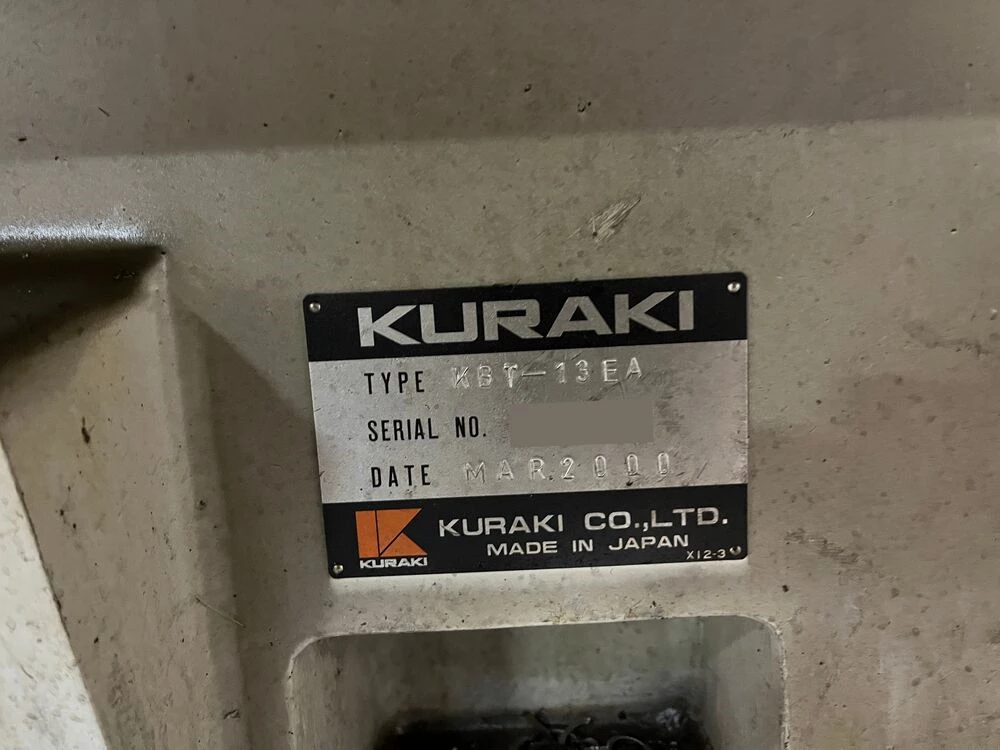 KURAKI
TYPE KBT-13EA
SERIAL NO.
DATE MAR.2000
KURAKI CO.,LTD.
MADE IN JAPAN
KURAKI
X12-3